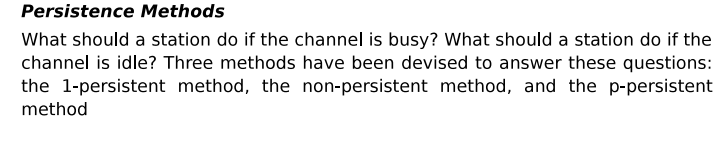 Persistence Methods
What should a station do if the channel is busy? What should a station do if the
channel is idle? Three methods have been devised to answer these questions:
the 1-persistent method, the non-persistent method, and the p-persistent
method